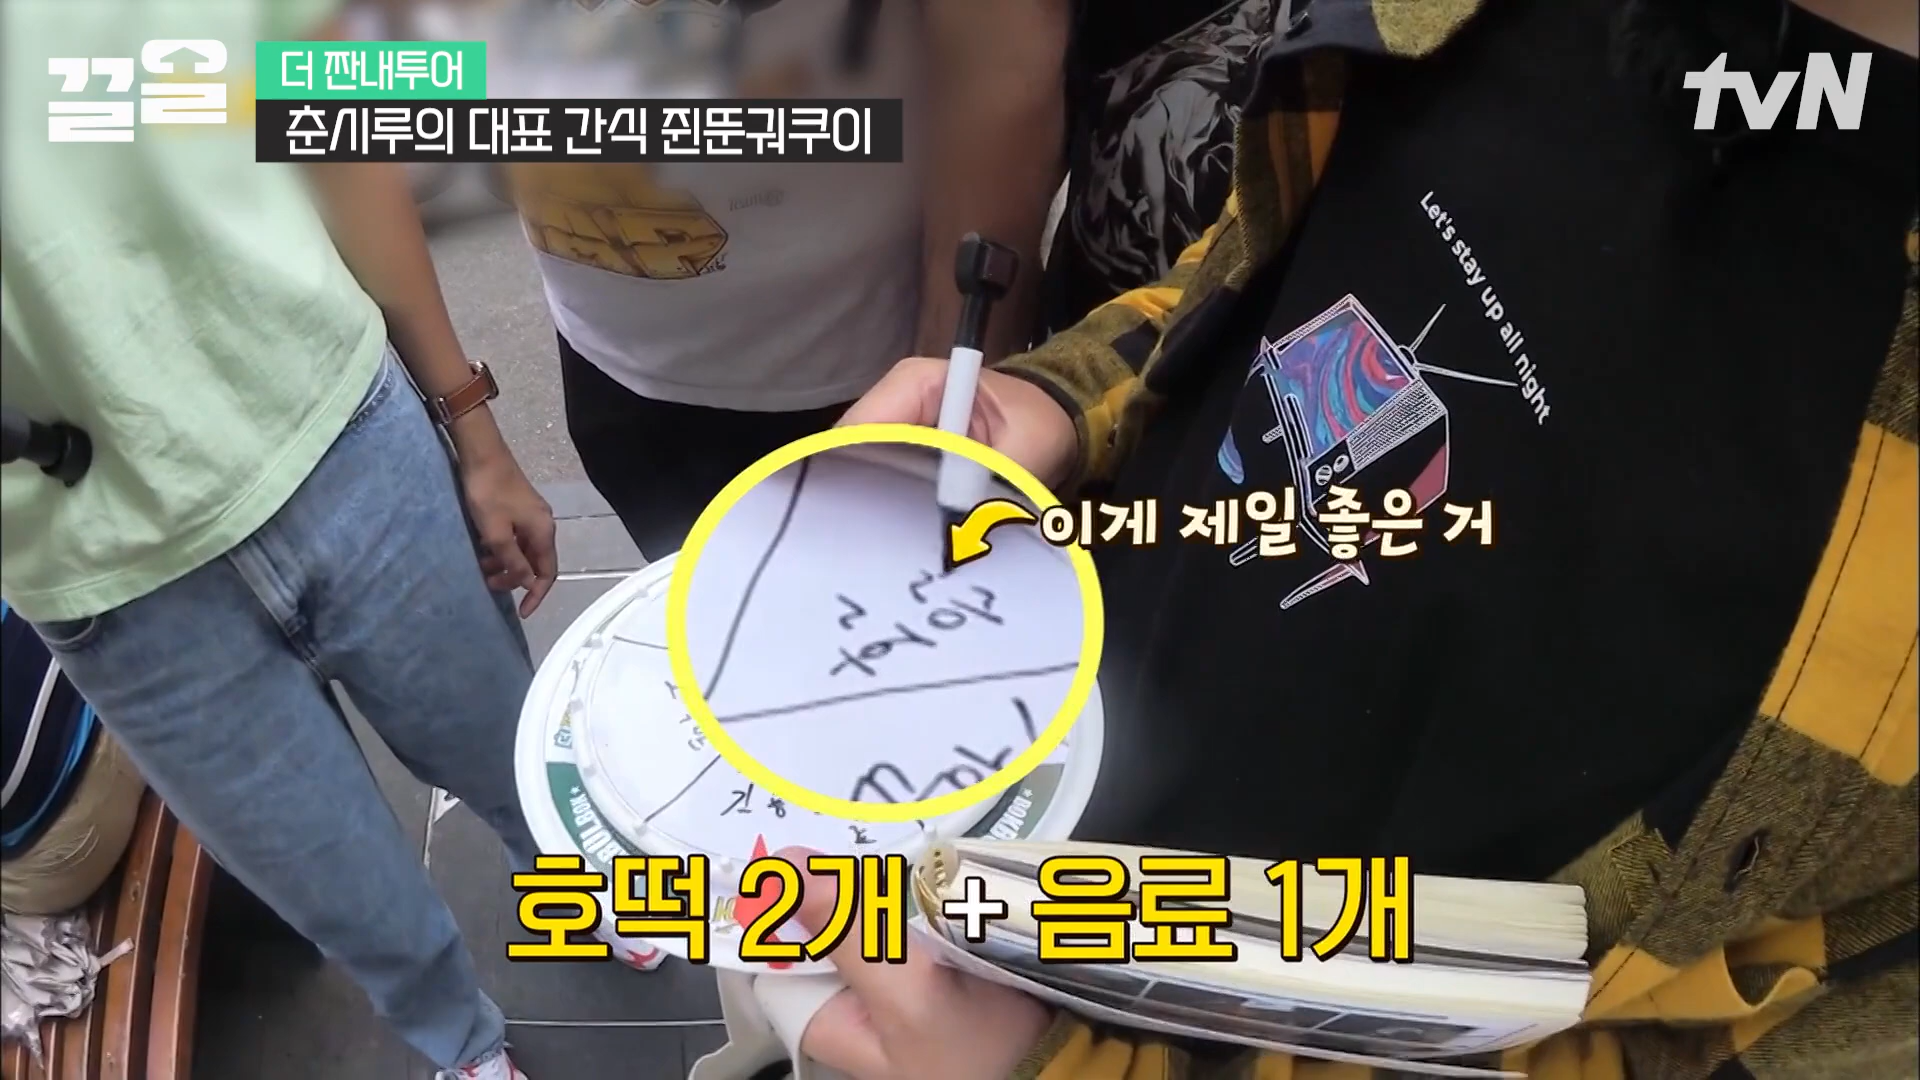 끌올
더 짠내투어
춘시루의 대표 간식 쥔뚠궈쿠이
tvN
Let's stay up all night
이게 제일 좋은 거
호떡 2개 + 음료 1개